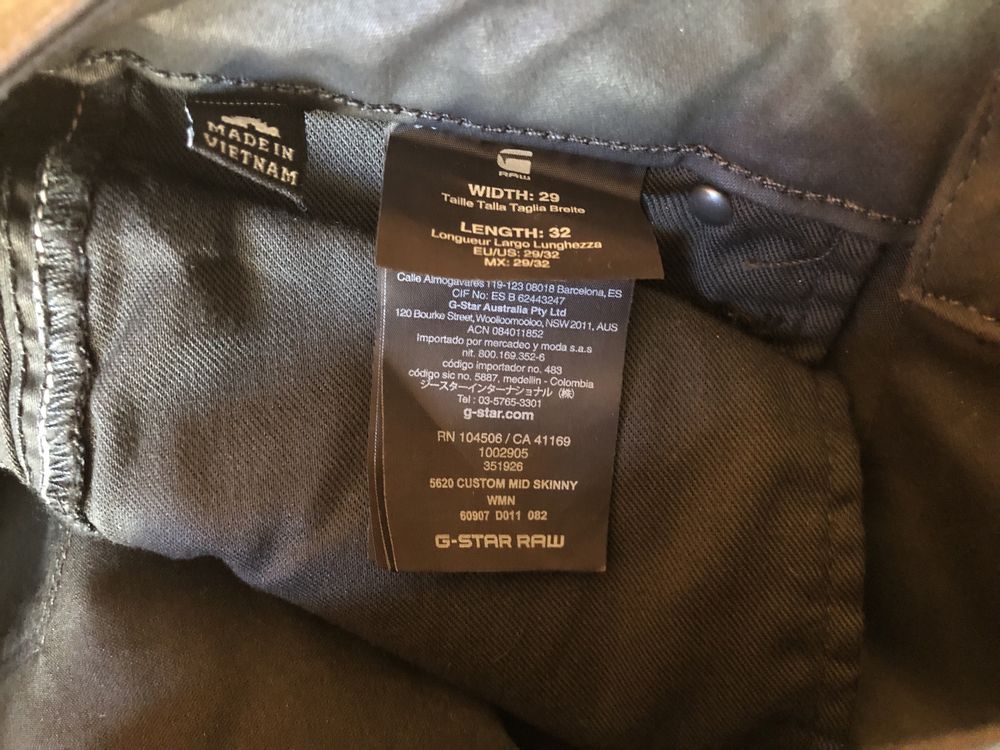 MADE IN
VIETNAM
RAW
WIDTH: 29
Taille Talla Taglia Breite
LENGTH: 32
Longueur Largo Lunghezza
EU/US: 29/32
MX: 29/32
Calle Almogavares 119-123 08018 Barcelona, ES
CIF No: ES B 62443247
G-Star Australia Pty Ltd
120 Bourke Street, Woolloomooloo, NSW 2011, AUS
ACN 084011852
Importado por mercadeo y moda s.a.s
nit. 800.169.352-6
código importador no. 483
código sic no. 5887, medellin - Colombia
ジースターインターナショナル (株)
Tel : 03-5765-3301
g-star.com
RN 104506 / CA 41169
1002905
351926
5620 CUSTOM MID SKINNY
WMN
60907 D011 082
G-STAR RAW